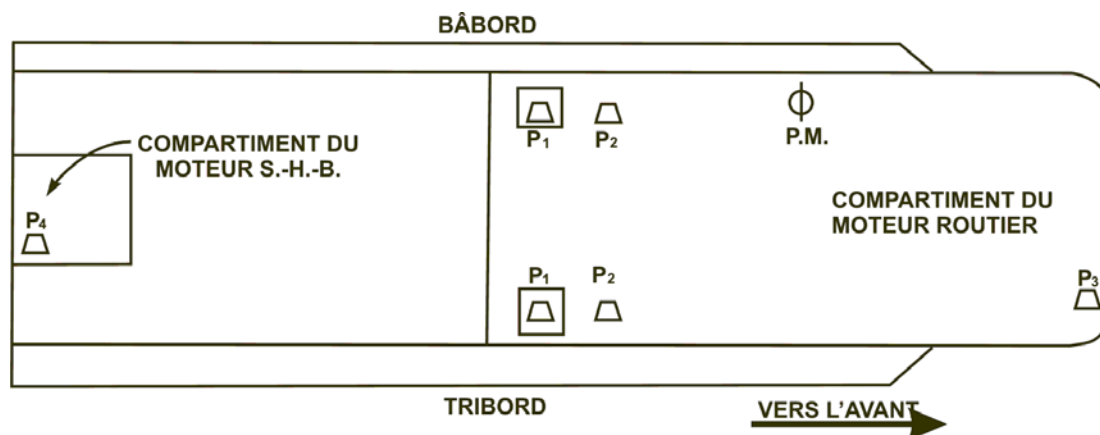 BÂBORD
COMPARTIMENT DU
MOTEUR S.-H.-B.
P4
P1
P2
P.M.
COMPARTIMENT DU
MOTEUR ROUTIER
P1
P2
P3
TRIBORD
VERS L'AVANT